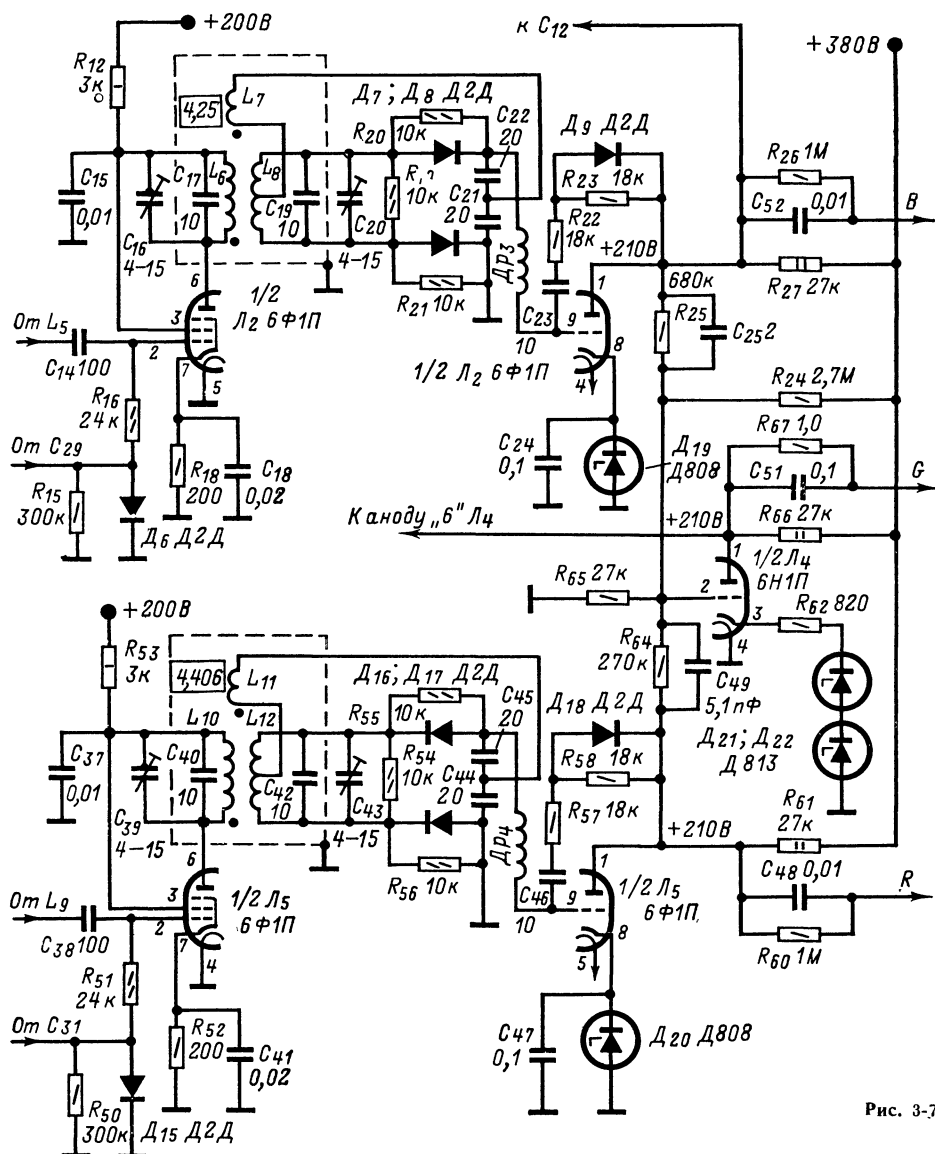 +200В
к C12
+380В
R12
3к
4,25
L7
Д7; Д8 Д2Д
C22
20
R20
10к
Д9 Д2Д
R26 1М
C15
0,01
C17
10
L6
L8
10к
C21
20
R23
18к
C52
0,01
В
C16
4-15
C19
10
C20
4-15
R22
18к
+210В
R27 27к
6
1/2
Л2 6Ф1П
R21 10к
Др3
C23
1
680к
R25
C25 2
От L5
3
2
C14 100
7
5
10
9
8
1/2 Л2 6Ф1П
4
R24 2,7М
R16
24к
R67 1,0
От C29
R18
200
C18
0,02
C24
0,1
Д19
Д808
C51
0,1
G
R15
300к
Д6 Д2Д
К аноду „6" Л4
+210В
R66 27к
1
1/2 Л4
6Н1П
R65 27к
2
3
R62 820
4
+200В
R53
3к
4,406
L11
Д16; Д17 Д2Д
R64
270к
C49
5,1пФ
L10
L12
R55
10к
C45
20
Д18 Д2Д
Д21; Д22
Д813
C37
0,01
C40
10
R54
10к
C44
20
R58
18к
C39
4-15
C42
10
C43
4-15
R57 18к
R61
27к
+210В
6
R56
10к
Др4
C46
1
C48 0,01
1/2 Л5
6Ф1П
1/2 Л5
6Ф1П
R
От L9
3
2
C38 100
7
4
10
9
8
5
R60 1М
R51
24к
От C31
R52
200
C41
0,02
C47
0,1
Д20 Д808
R50
300к
Д15 Д2Д
Рис. 3-7